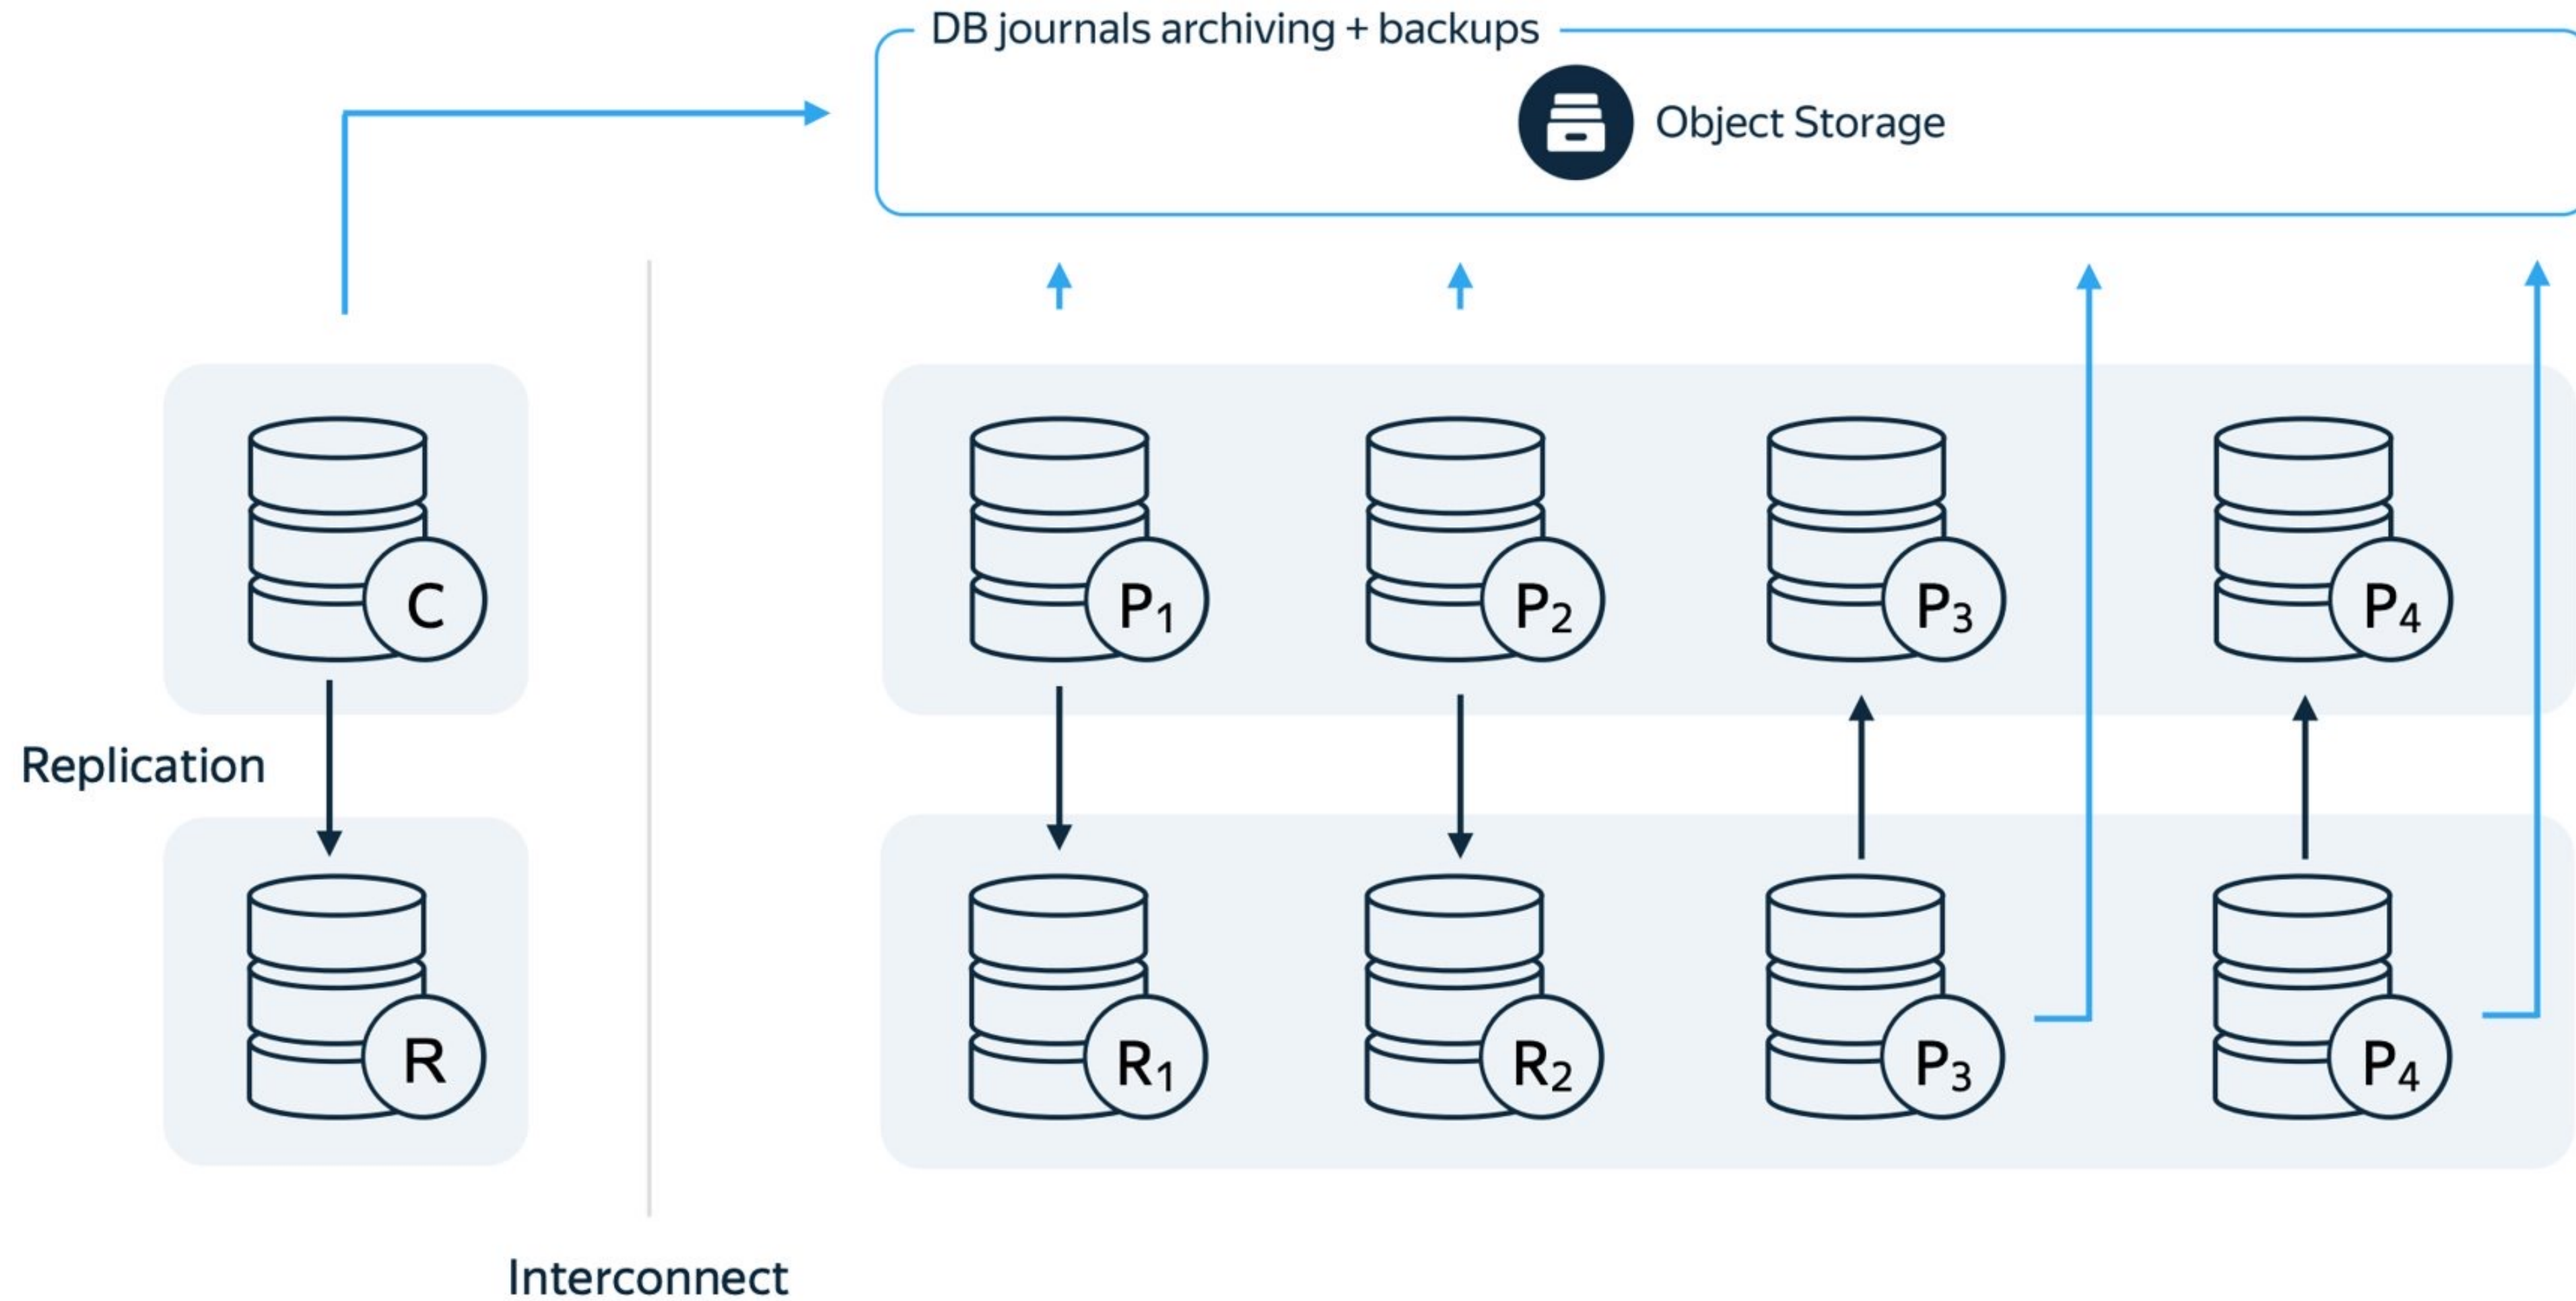 DB journals archiving + backups
Object Storage
C
P₁
P₂
P₃
P₄
Replication
R
R₁
R₂
P₃
P₄
Interconnect